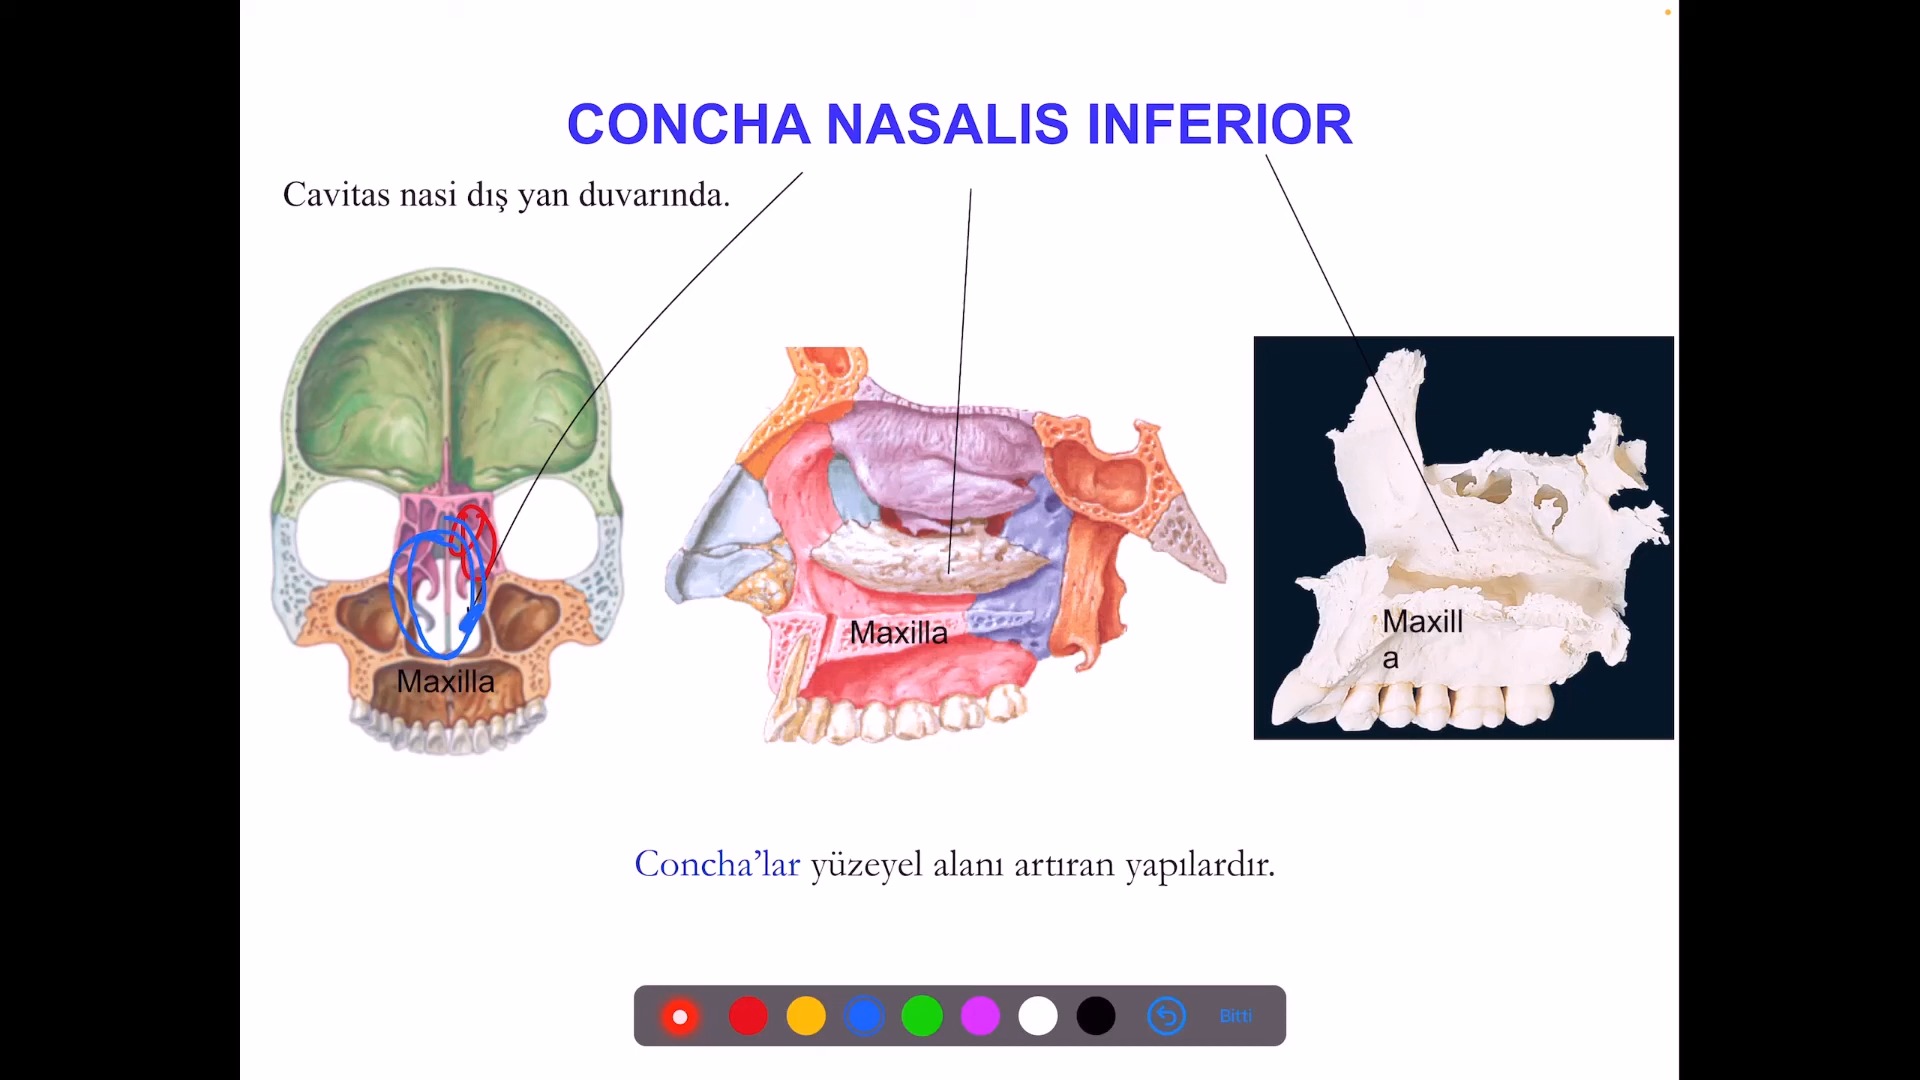 CONCHA NASALIS INFERIOR
Cavitas nasi dış yan duvarında.
Maxilla
Maxilla
Maxill
a
Concha’lar yüzeyel alanı artıran yapılardır.
Bitti